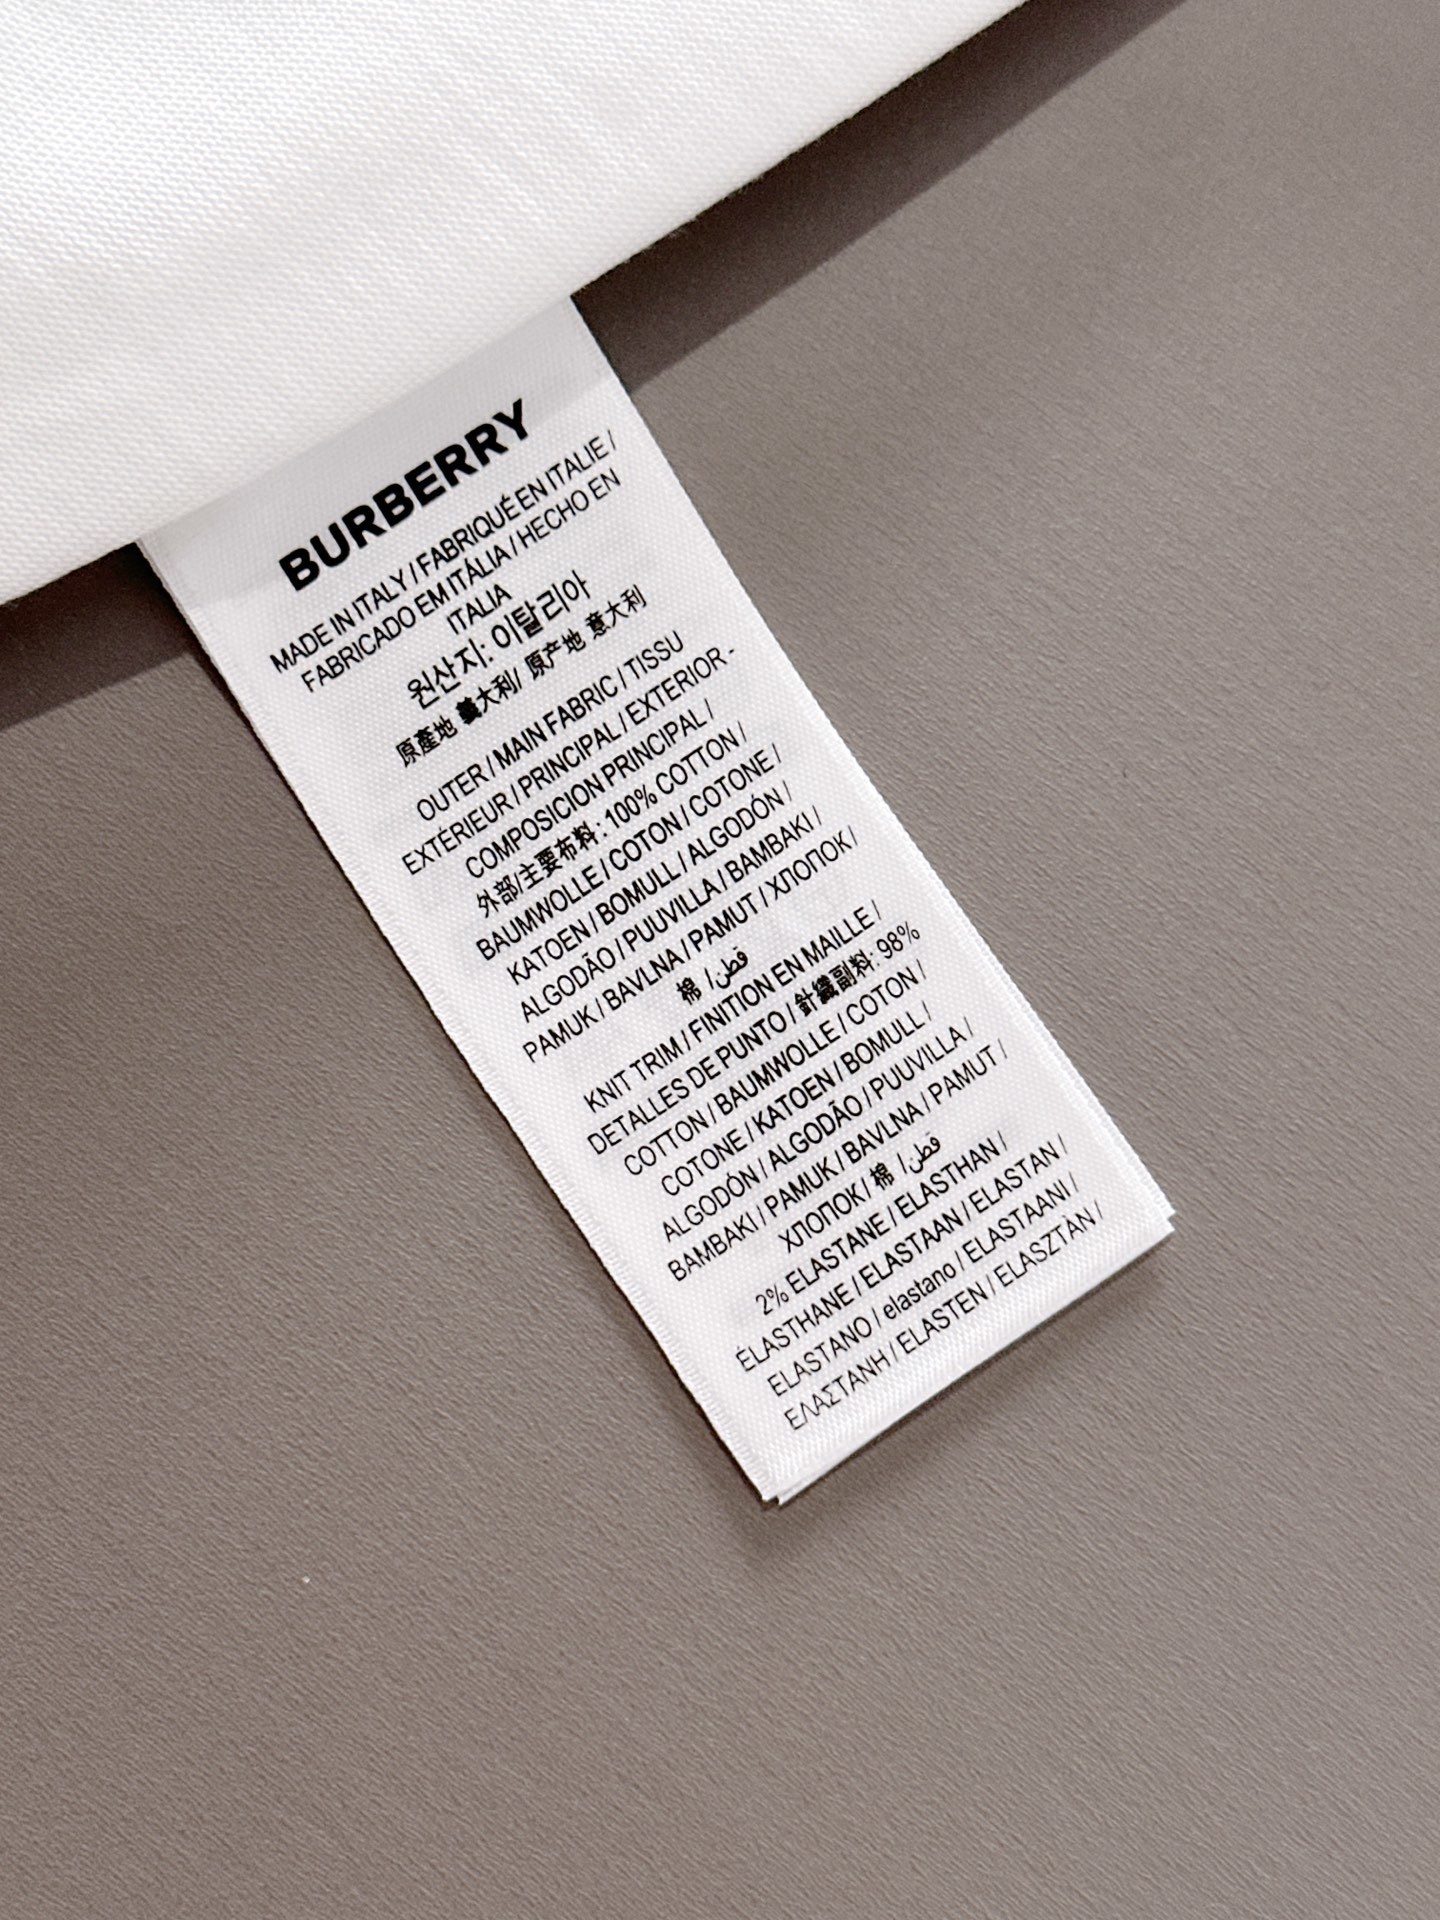 BURBERRY
MADE IN ITALY / FABRIQUÉ EN ITALIE /
FABRICADO EM ITÁLIA / HECHO EN
ITALIA
원산지: 이탈리아
原產地 義大利/ 原产地 意大利
OUTER / MAIN FABRIC / TISSU
EXTÉRIEUR / PRINCIPAL / EXTERIOR -
COMPOSICION PRINCIPAL /
外部/主要布料: 100% COTTON /
BAUMWOLLE / COTON / COTONE /
KATOEN / BOMULL / ALGODÓN /
ALGODÃO / PUUVILLA / BAMBAKI /
PAMUK / BAVLNA / PAMUT / ХЛОПОК /
棉 / قطن
KNIT TRIM / FINITION EN MAILLE /
DETALLES DE PUNTO / 針織副料: 98%
COTTON / BAUMWOLLE / COTON /
COTONE / KATOEN / BOMULL /
ALGODÓN / ALGODÃO / PUUVILLA /
BAMBAKI / PAMUK / BAVLNA / PAMUT /
ХЛОПОК / 棉 / قطن
2% ELASTANE / ELASTHAN /
ÉLASTHANE / ELASTAAN / ELASTAN /
ELASTANO / elastano / ELASTAANI /
ΕΛΑΣΤΑΝΗ / ELASTEN / ELASZTÀN /